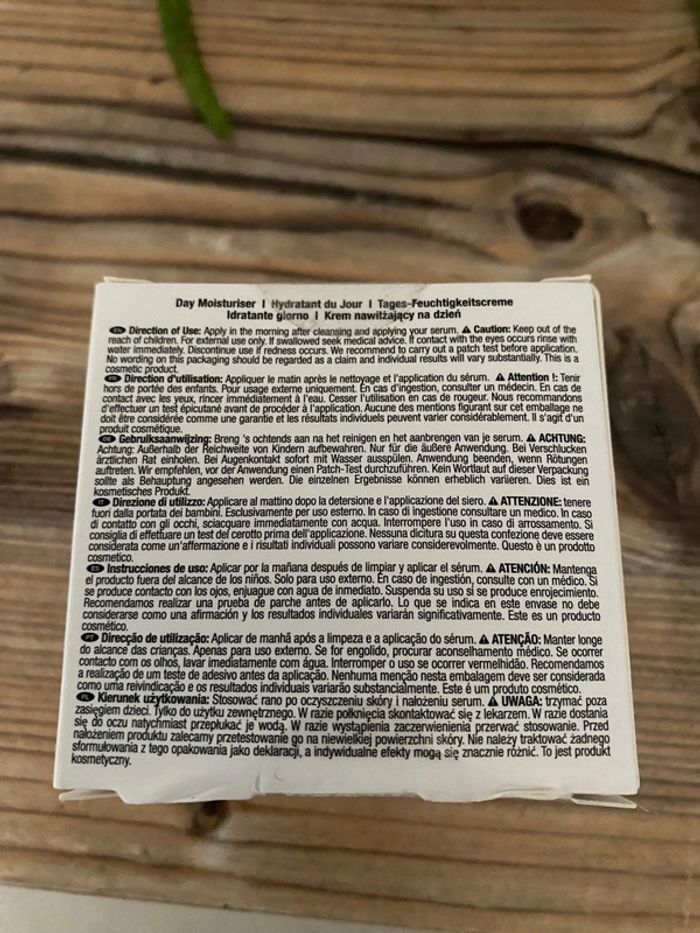 Day Moisturiser I Hydratant du Jour I Tages-Feuchtigkeitscreme
Idratante giorno I Krem nawilżający na dzień
EN Direction of Use: Apply in the morning after cleansing and applying your serum. ⚠ Caution: Keep out of the
reach of children. For external use only. If swallowed seek medical advice. If contact with the eyes occurs rinse with
water immediately. Discontinue use if redness occurs. We recommend to carry out a patch test before application.
No wording on this packaging should be regarded as a claim and individual results will vary substantially. This is a
cosmetic product.
FR Direction d'utilisation: Appliquer le matin après le nettoyage et l'application du sérum. ⚠ Attention !: Tenir
hors de portée des enfants. Pour usage externe uniquement. En cas d'ingestion, consulter un médecin. En cas de
contact avec les yeux, rincer immédiatement à l'eau. Cesser l'utilisation en cas de rougeur. Nous recommandons
d'effectuer un test épicutané avant de procéder à l'application. Aucune des mentions figurant sur cet emballage ne
doit être considérée comme une garantie et les résultats individuels peuvent varier considérablement. Il s'agit d'un
produit cosmétique.
Gebruiksaanwijzing: Breng 's ochtends aan na het reinigen en het aanbrengen van je serum. ⚠ ACHTUNG:
Achtung: Außerhalb der Reichweite von Kindern aufbewahren. Nur für die äußere Anwendung. Bei Verschlucken
ärztlichen Rat einholen. Bei Augenkontakt sofort mit Wasser ausspülen. Anwendung beenden, wenn Rötungen
auftreten. Wir empfehlen, vor der Anwendung einen Patch-Test durchzuführen. Kein Wortlaut auf dieser Verpackung
sollte als Behauptung angesehen werden. Die einzelnen Ergebnisse können erheblich variieren. Dies ist ein
kosmetisches Produkt.
IT Direzione di utilizzo: Applicare al mattino dopo la detersione e l'applicazione del siero. ⚠ ATTENZIONE: tenere
fuori dalla portata dei bambini. Esclusivamente per uso esterno. In caso di ingestione consultare un medico. In caso
di contatto con gli occhi, sciacquare immediatamente con acqua. Interrompere l'uso in caso di arrossamento. Si
consiglia di effettuare un test del cerotto prima dell'applicazione. Nessuna dicitura su questa confezione deve essere
considerata come un'affermazione e i risultati individuali possono variare considerevolmente. Questo è un prodotto
cosmetico.
ES Instrucciones de uso: Aplicar por la mañana después de limpiar y aplicar el sérum. ⚠ ATENCIÓN: Mantenga
el producto fuera del alcance de los niños. Solo para uso externo. En caso de ingestión, consulte con un médico. Si
se produce contacto con los ojos, enjuague con agua de inmediato. Suspenda su uso si se produce enrojecimiento.
Recomendamos realizar una prueba de parche antes de aplicarlo. Lo que se indica en este envase no debe
considerarse como una afirmación y los resultados individuales variarán significativamente. Este es un producto
cosmético.
PT Direcção de utilização: Aplicar de manhã após a limpeza e a aplicação do sérum. ⚠ ATENÇÃO: Manter longe
do alcance das crianças. Apenas para uso externo. Se for engolido, procurar aconselhamento médico. Se ocorrer
contacto com os olhos, lavar imediatamente com água. Interromper o uso se ocorrer vermelhidão. Recomendamos
a realização de um teste de adesivo antes da aplicação. Nenhuma menção nesta embalagem deve ser considerada
como uma reivindicação e os resultados individuais variarão substancialmente. Este é um produto cosmético.
PL Kierunek użytkowania: Stosować rano po oczyszczeniu skóry i nałożeniu serum. ⚠ UWAGA: trzymać poza
zasięgiem dzieci. Tylko do użytku zewnętrznego. W razie połknięcia skontaktować się z lekarzem. W razie dostania
się do oczu natychmiast przepłukać je wodą. W razie wystąpienia zaczerwienienia przerwać stosowanie. Przed
nałożeniem produktu zalecamy przetestowanie go na niewielkiej powierzchni skóry. Nie należy traktować żadnego
sformułowania z tego opakowania jako deklaracji, a indywidualne efekty mogą się znacznie różnić. To jest produkt
kosmetyczny.